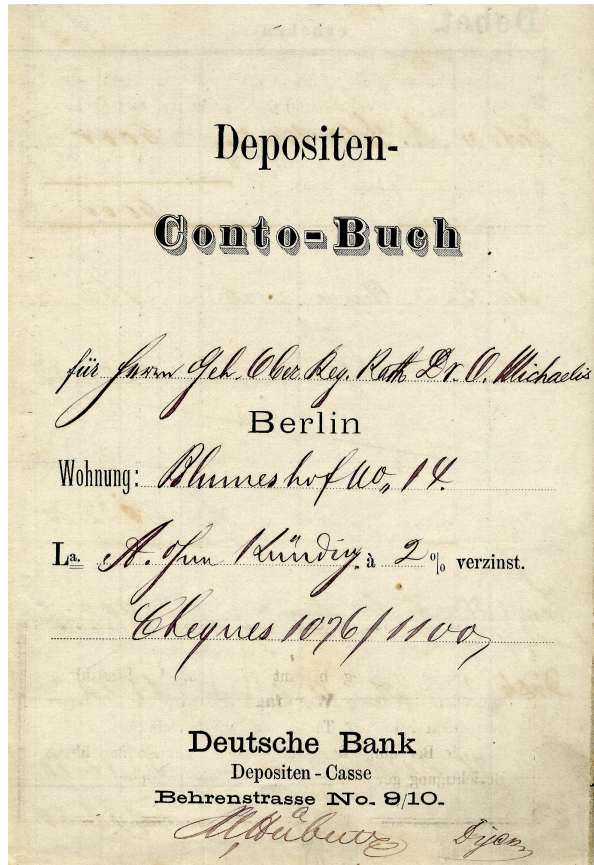 Depositen-
Conto-Buch
für Herrn Geh. Ober Reg. Rath Dr. O. Michaelis
Berlin
Wohnung: Blumeshof No 14.
La. A. ohne Kündig. à 2 % verzinst.
Cheques 1076/1100
Deutsche Bank
Depositen-Casse
Behrenstrasse No. 9/10.